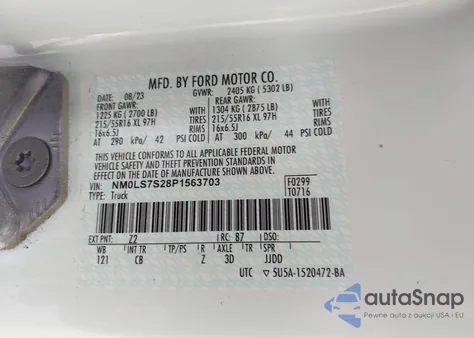 MFD. BY FORD MOTOR CO.
DATE: 08/23 GVWR: 2405 KG ( 5302 LB)
FRONT GAWR: REAR GAWR:
1225 KG ( 2700 LB) 1304 KG ( 2875 LB)
215/55R16 XL 97H TIRES 215/55R16 XL 97H TIRES
16x6.5J RIMS 16x6.5J RIMS
AT 290 kPa/ 42 PSI COLD AT 300 kPa/ 44 PSI COLD
THIS VEHICLE CONFORMS TO ALL APPLICABLE FEDERAL MOTOR
VEHICLE SAFETY AND THEFT PREVENTION STANDARDS IN
EFFECT ON THE DATE OF MANUFACTURE SHOWN ABOVE.
VIN: NM0LS7S28P1563703 F0299
TYPE: Truck T0716
EXT PNT: Z2 RC: 87 DSO:
WB INT TR TP/PS R AXLE TR SPR
121 CB Z 3D JJDD
UTC 5U5A-1520472-BA
autoSnap
Pewne auta z aukcji USA i EU